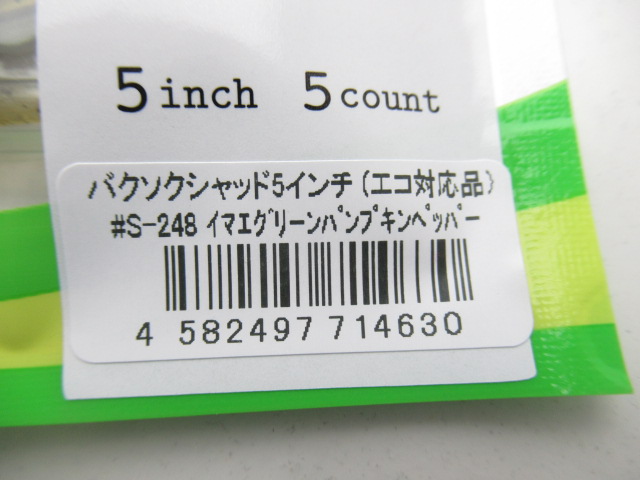 5 inch 5 count
バクソクシャッド5インチ (エコ対応品)
#S-248 ｲﾏｴｸﾞﾘｰﾝﾊﾟﾝﾌﾟｷﾝﾍﾟｯﾊﾟｰ
4 582497 714630